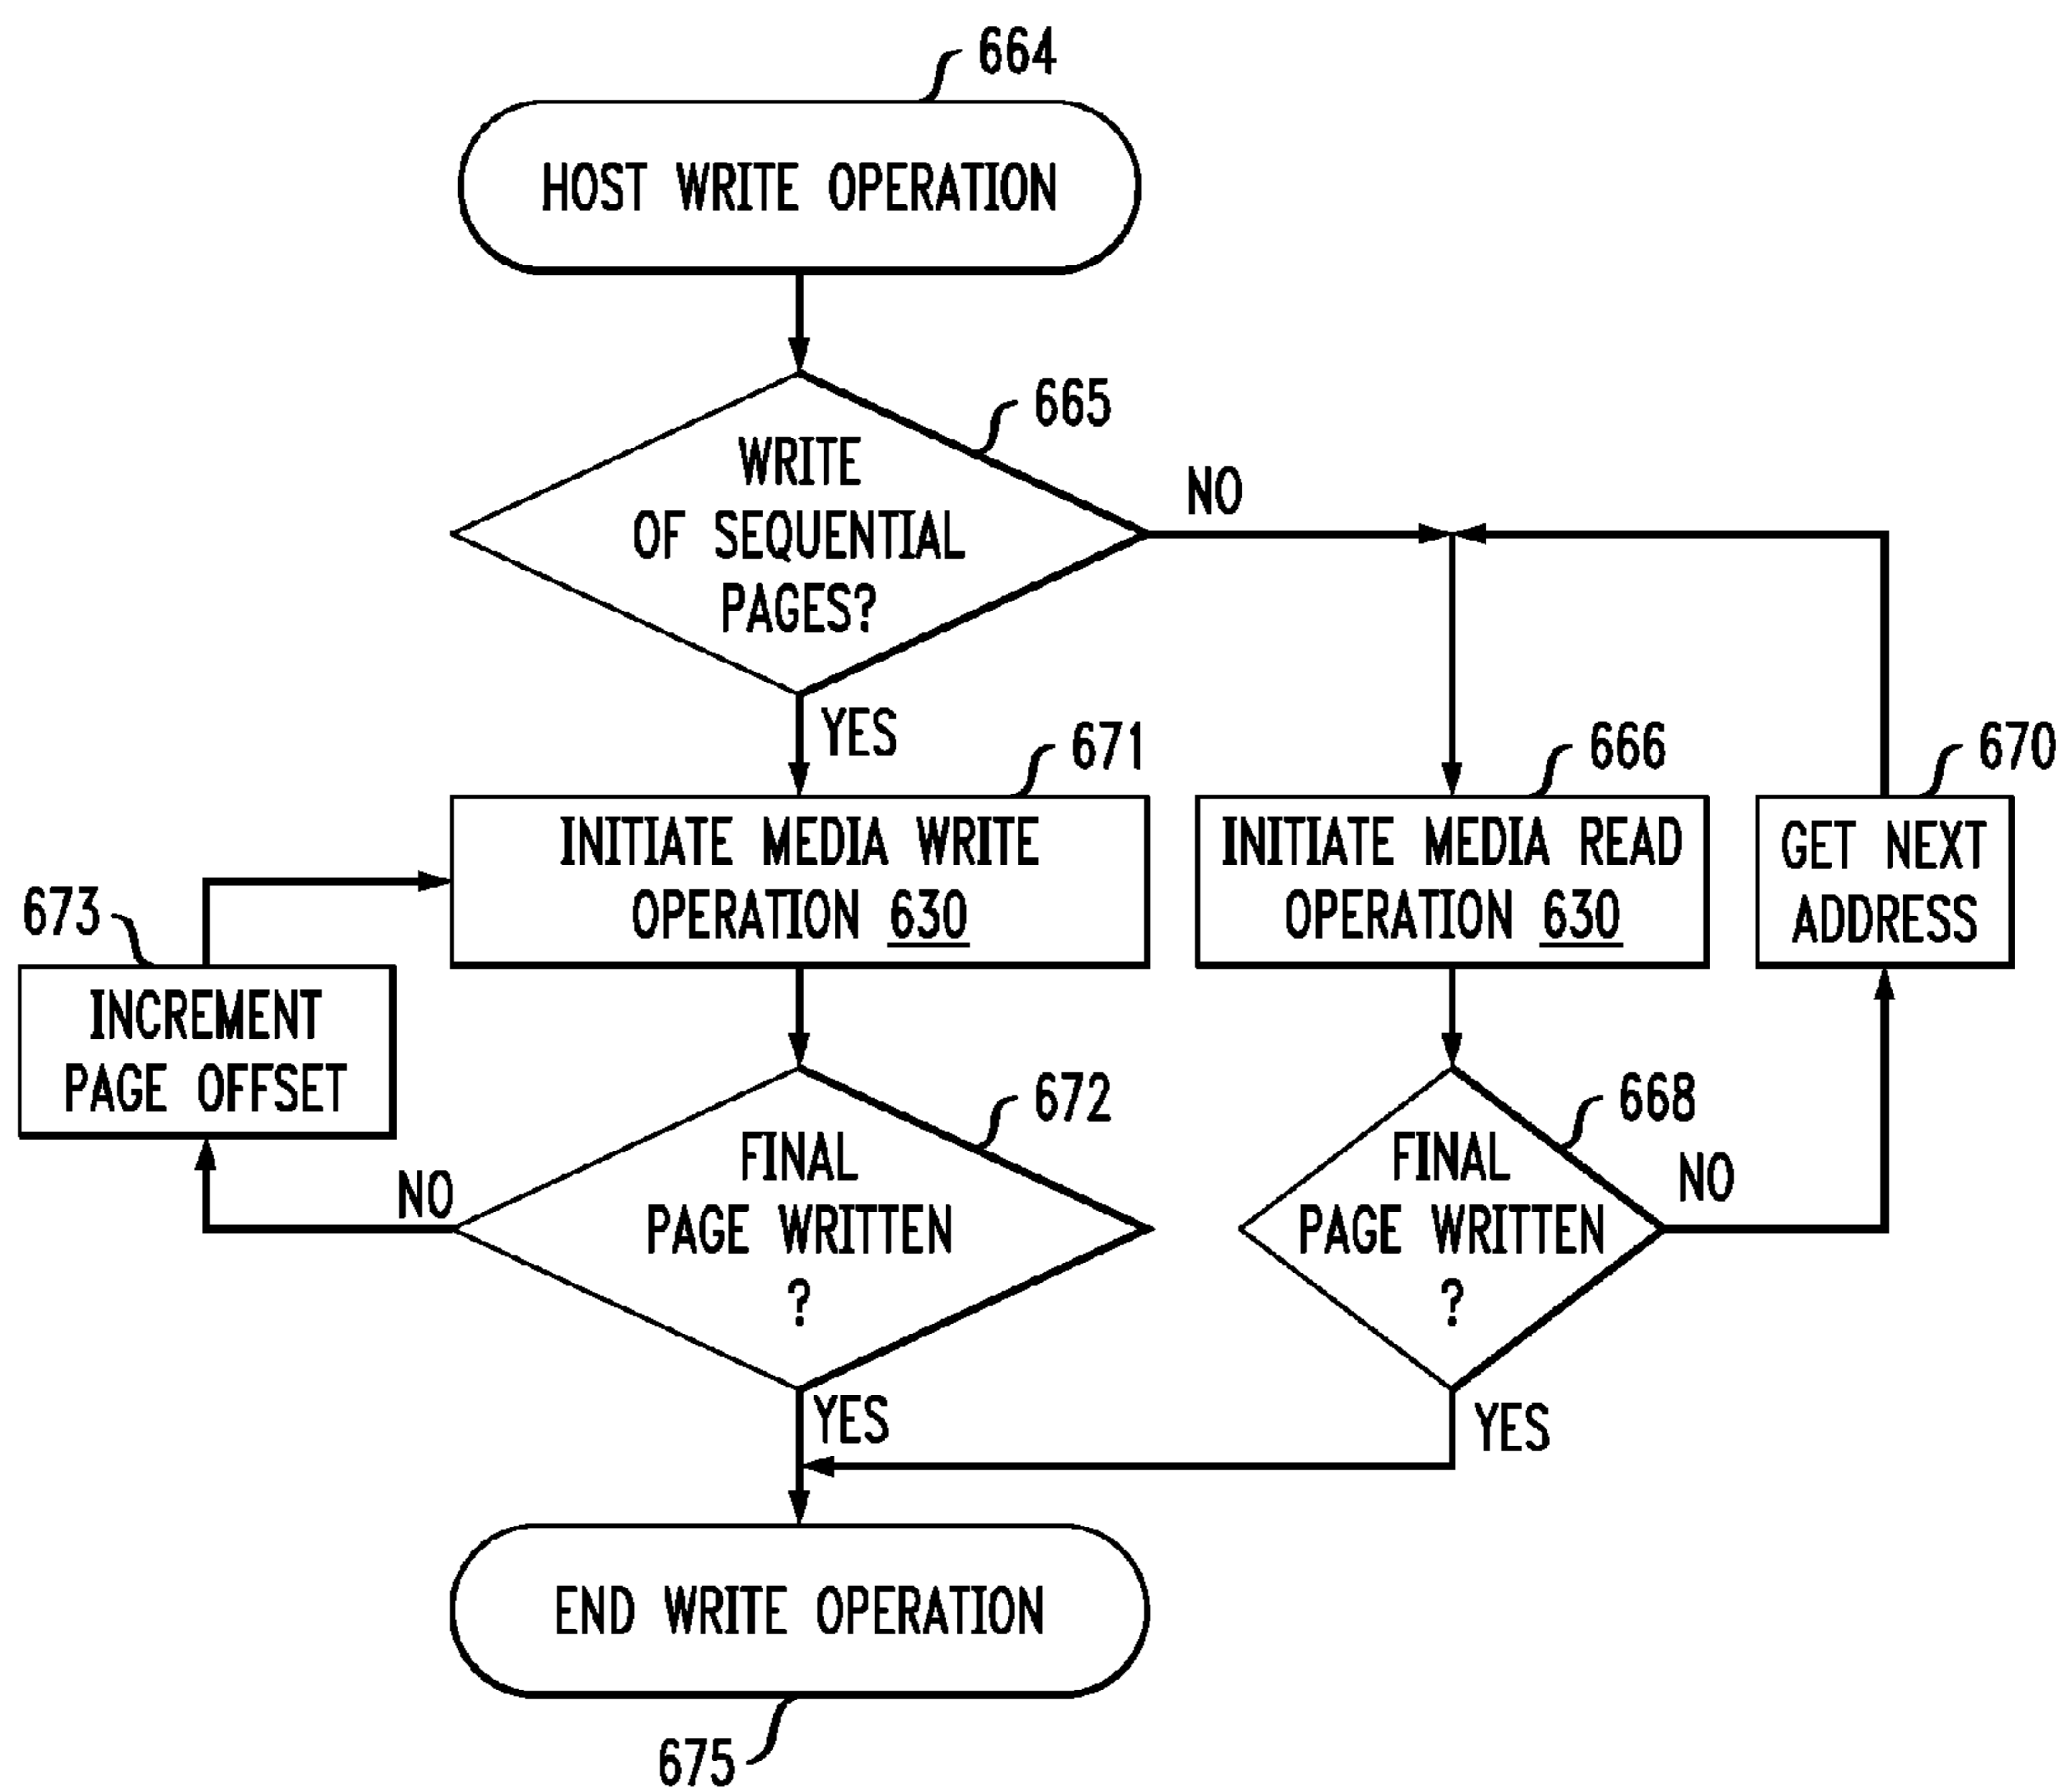 664
HOST WRITE OPERATION
665
WRITE
OF SEQUENTIAL
PAGES?
NO
YES
671
INITIATE MEDIA WRITE
OPERATION 630
666
INITIATE MEDIA READ
OPERATION 630
670
GET NEXT
ADDRESS
673
INCREMENT
PAGE OFFSET
NO
672
FINAL
PAGE WRITTEN
?
YES
668
FINAL
PAGE WRITTEN
?
NO
YES
END WRITE OPERATION
675